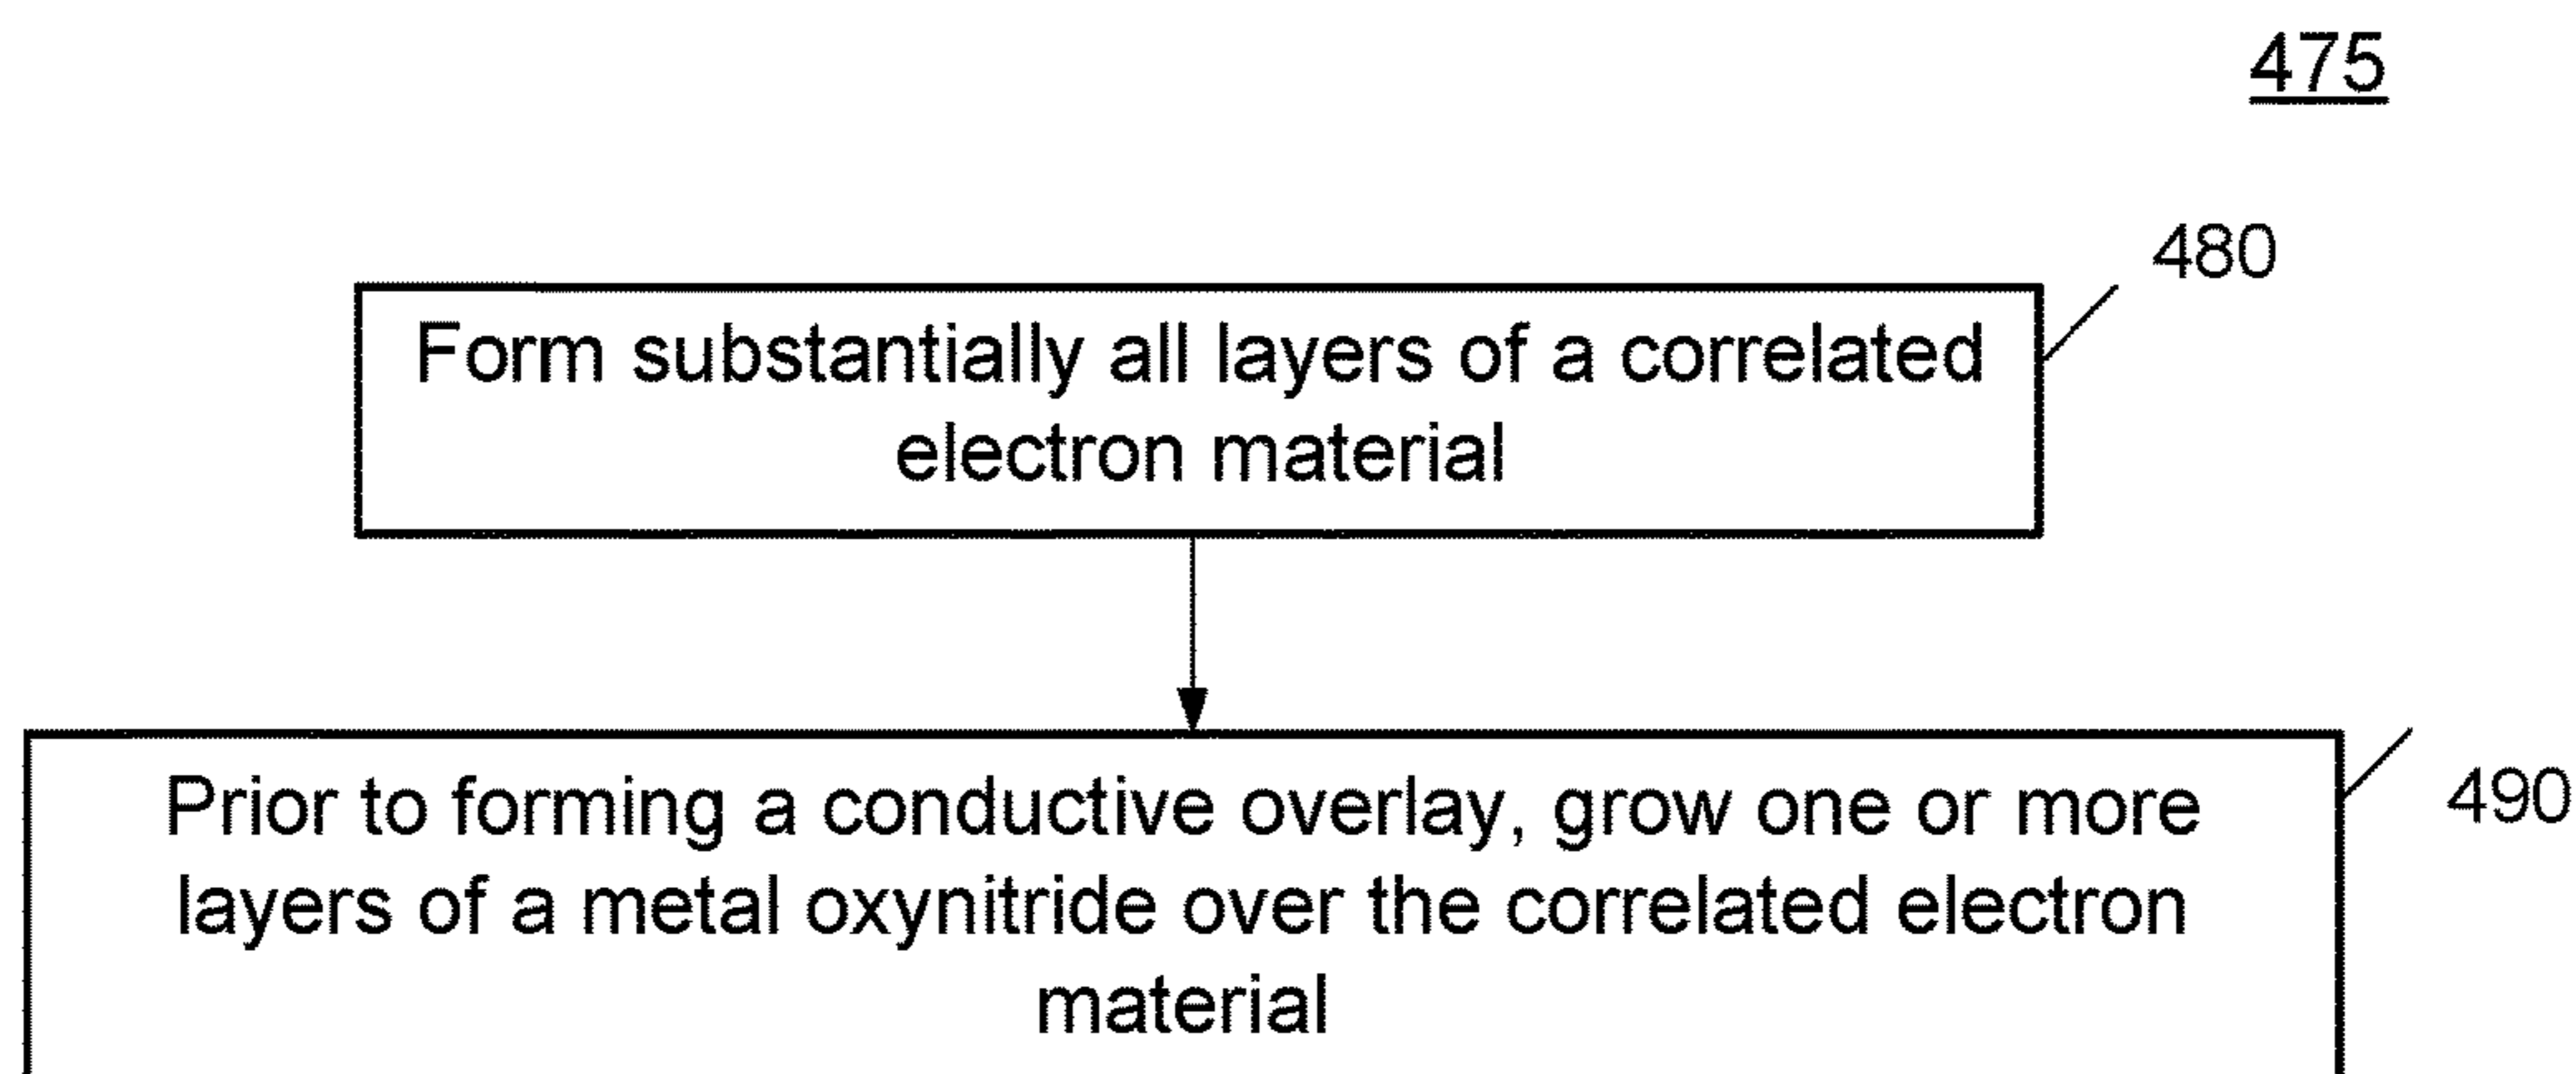 475
480
Form substantially all layers of a correlated
electron material
490
Prior to forming a conductive overlay, grow one or more
layers of a metal oxynitride over the correlated electron
material